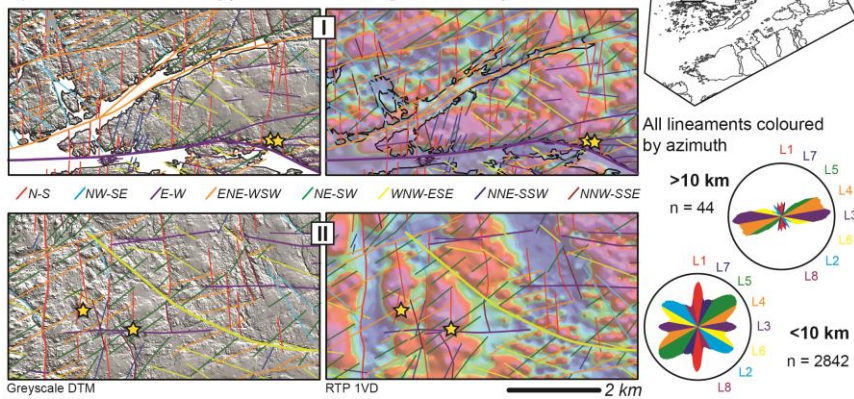 I
N-S NW-SE E-W ENE-WSW NE-SW WNW-ESE NNE-SSW NNW-SSE
II
Greyscale DTM
RTP 1VD
2 km
All lineaments coloured
by azimuth
>10 km
n = 44
L1
L7
L5
L4
L3
L6
L2
L8
L1
L7
L5
L4
L3
L6
L2
L8
<10 km
n = 2842